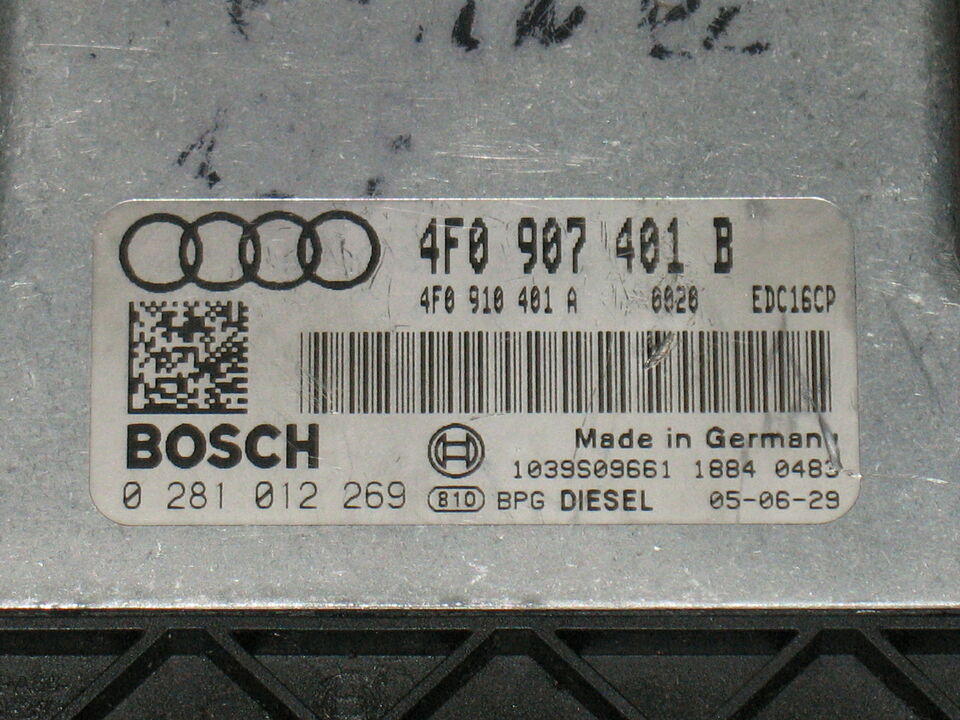 4F0 907 401 B
4F0 910 401 A 0020 EDC16CP
BOSCH
Made in Germany
1039S09661 1884 0483
0 281 012 269 810 BPG DIESEL 05-06-29